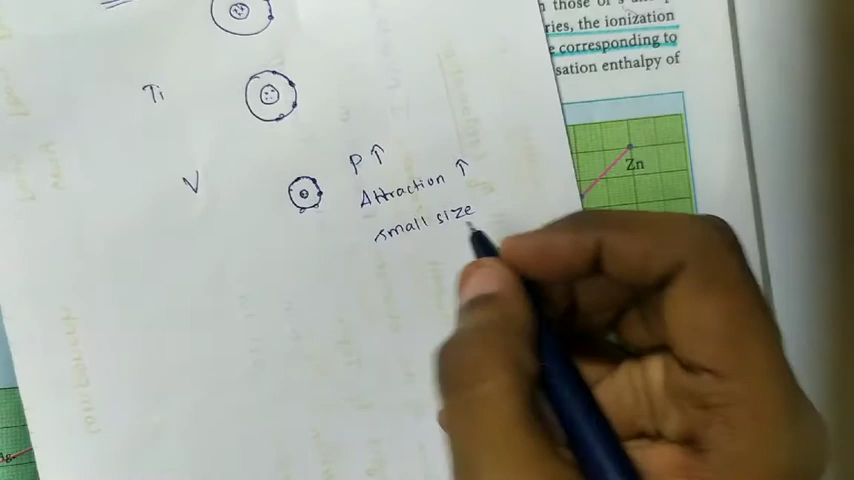 Ti
V
P↑
Attraction ↑
small size
those of
ries, the ionization
corresponding to
sation enthalpy of
Zn